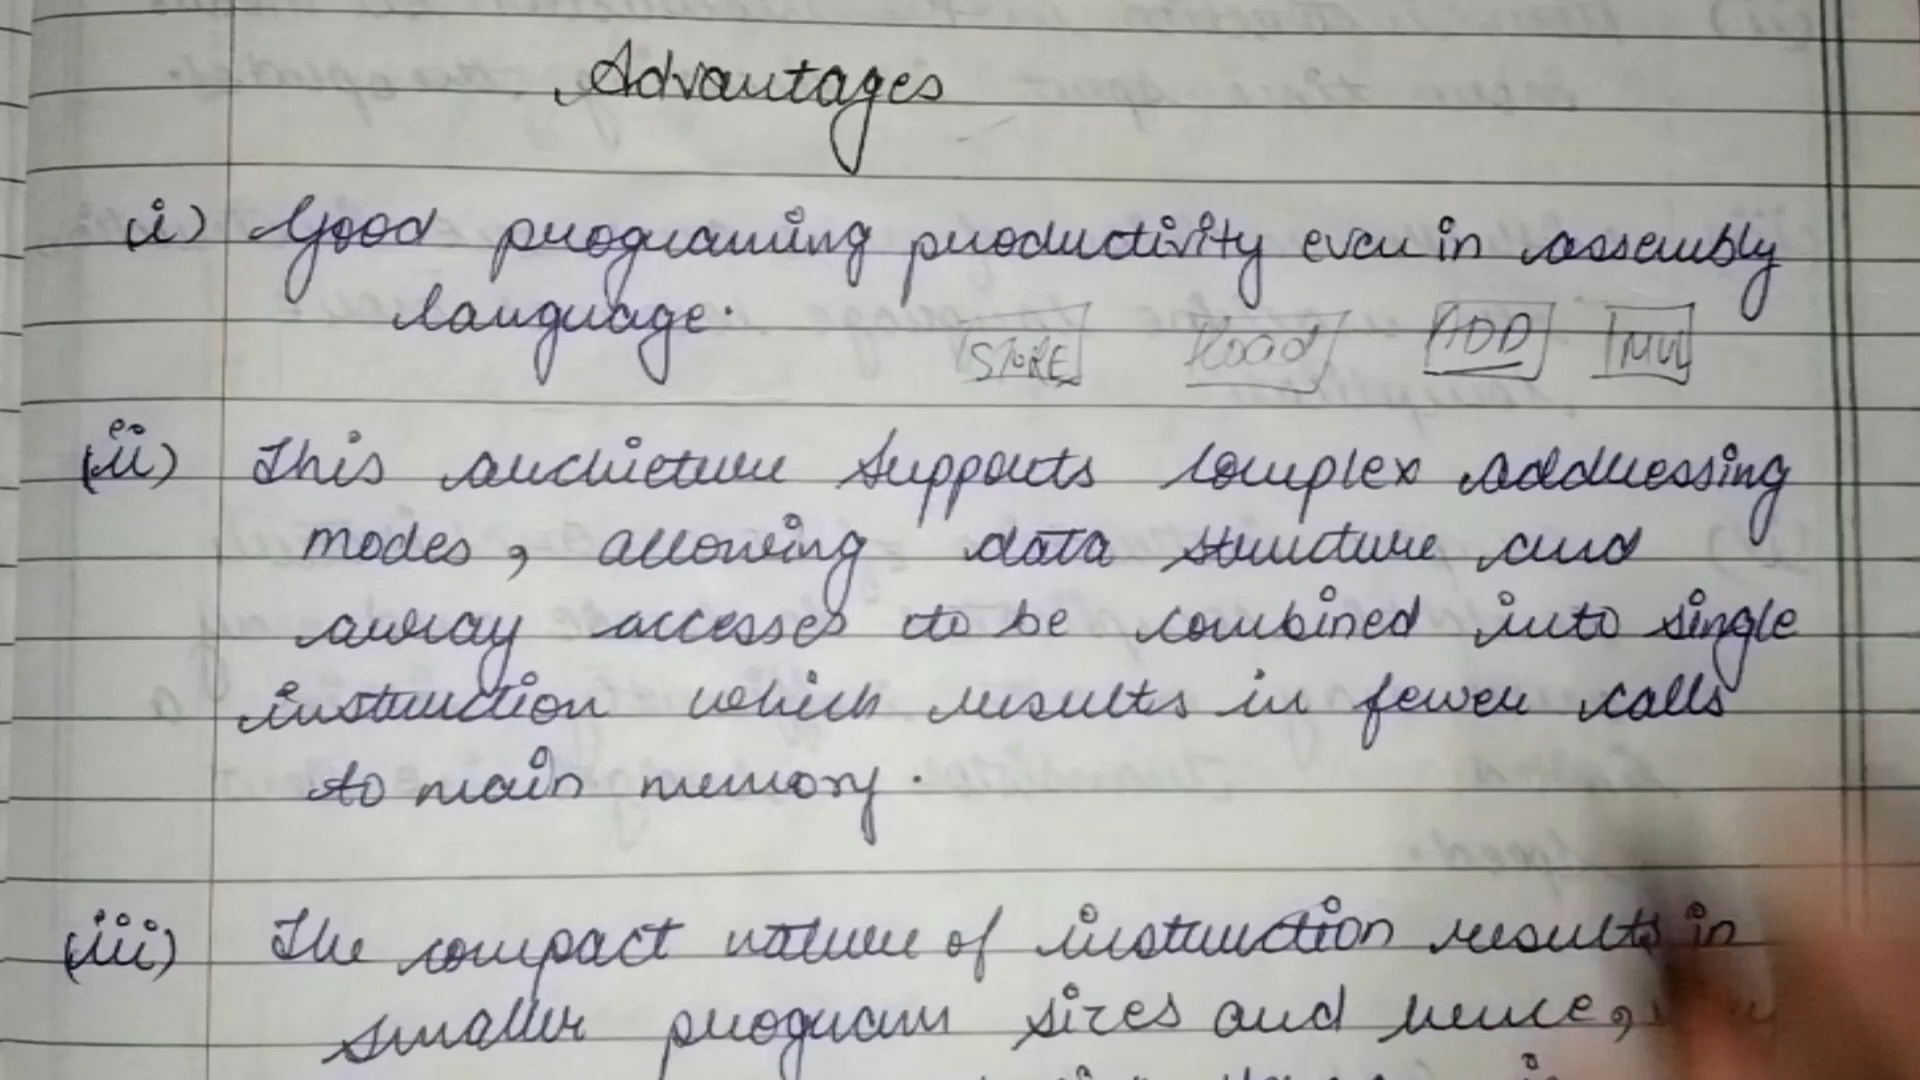 Advantages
(i) Good programing productivity even in assembly
language.
STORE Load ADD MUL
(ii) This archicture supports complex addressing
modes, allowing data structure and
array accesses to be combined into single
instruction which results in fewer calls
to main memory.
(iii) The compact nature of instruction results in
smaller program sizes and hence,